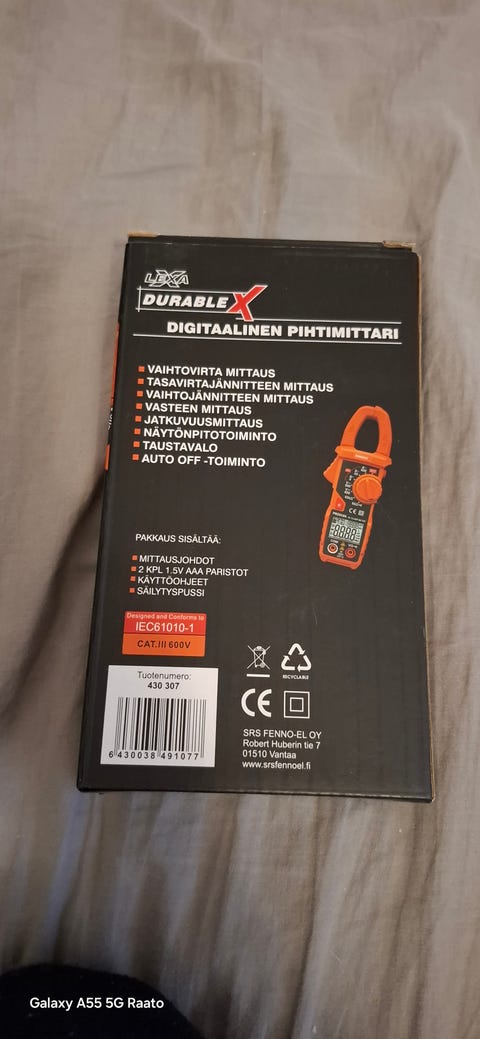 LEXA
DURABLE X
DIGITAALINEN PIHTIMITTARI
VAIHTOVIRTA MITTAUS
TASAVIRTAJÄNNITTEEN MITTAUS
VAIHTOJÄNNITTEEN MITTAUS
VASTEEN MITTAUS
JATKUVUUSMITTAUS
NÄYTÖNPITOTOIMINTO
TAUSTAVALO
AUTO OFF -TOIMINTO
PAKKAUS SISÄLTÄÄ:
MITTAUSJOHDOT
2 KPL 1.5V AAA PARISTOT
KÄYTTÖOHJEET
SÄILYTYSPUSSI
Designed and Conforms to
IEC61010-1
CAT.III 600V
Tuotenumero:
430 307
6 430038 491077
RECYCLABLE
CE
SRS FENNO-EL OY
Robert Huberin tie 7
01510 Vantaa
www.srsfennoel.fi
Galaxy A55 5G Raato